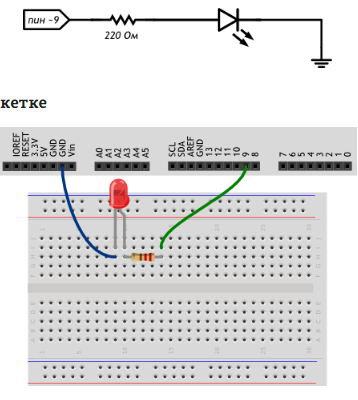 пин ~9
220 Ом
кетке
IOREF
RESET
3.3V
5V
GND
GND
Vin
A0
A1
A2
A3
A4
A5
SCL
SDA
AREF
GND
13
12
11
10
9
8
7
6
5
4
3
2
1
0